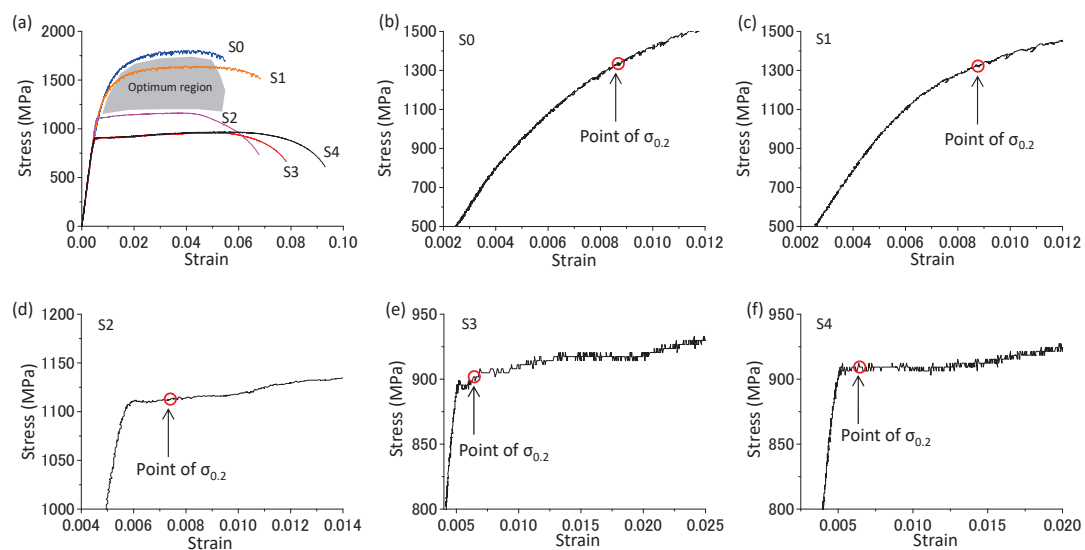 (a)
2000
1500
1000
500
0
Stress (MPa)
S0
S1
Optimum region
S2
S4
S3
0.00 0.02 0.04 0.06 0.08 0.10
Strain
(b)
S0
1500
1300
1100
900
700
500
Stress (MPa)
Point of σ0.2
0.002 0.004 0.006 0.008 0.010 0.012
Strain
(c)
S1
1500
1300
1100
900
700
500
Stress (MPa)
Point of σ0.2
0.002 0.004 0.006 0.008 0.010 0.012
Strain
(d)
S2
1200
1150
1100
1050
1000
Stress (MPa)
Point of σ0.2
0.004 0.006 0.008 0.010 0.012 0.014
Strain
(e)
S3
950
900
850
800
Stress (MPa)
Point of σ0.2
0.005 0.010 0.015 0.020 0.025
Strain
(f)
S4
950
900
850
800
Stress (MPa)
Point of σ0.2
0.005 0.010 0.015 0.020
Strain